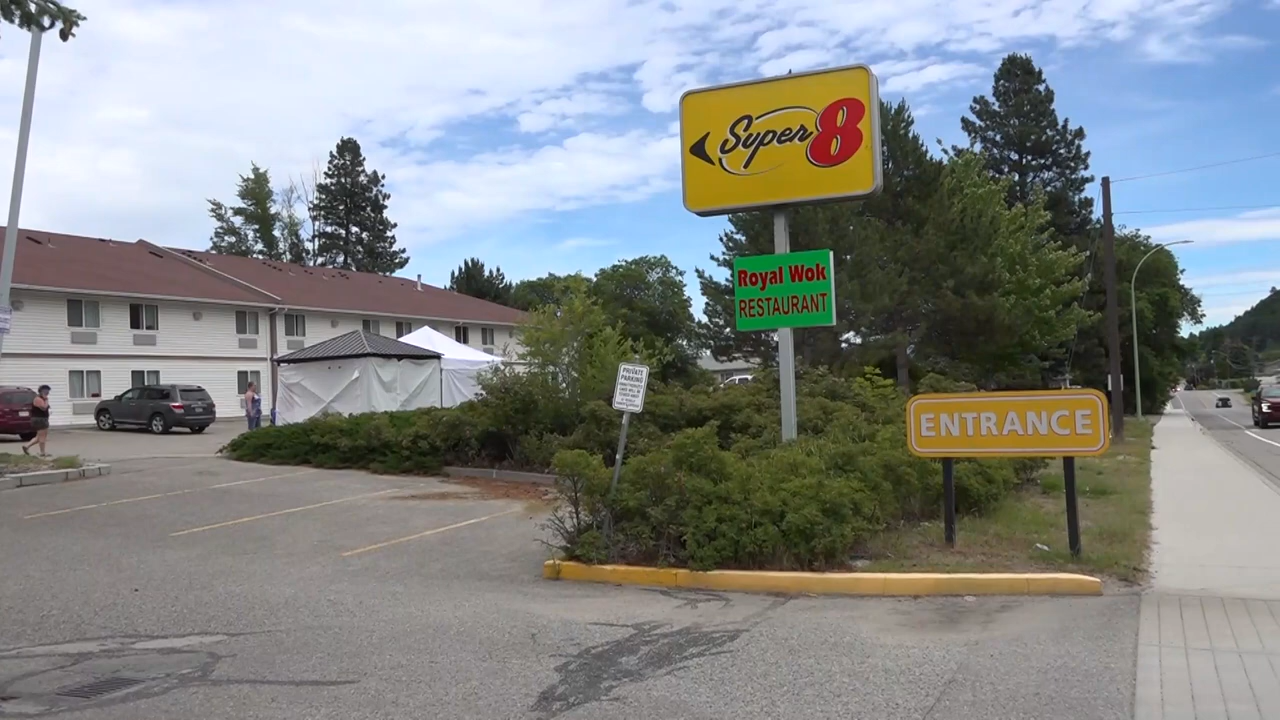 Super 8
Royal Wok
RESTAURANT
PRIVATE
PARKING
ENTRANCE